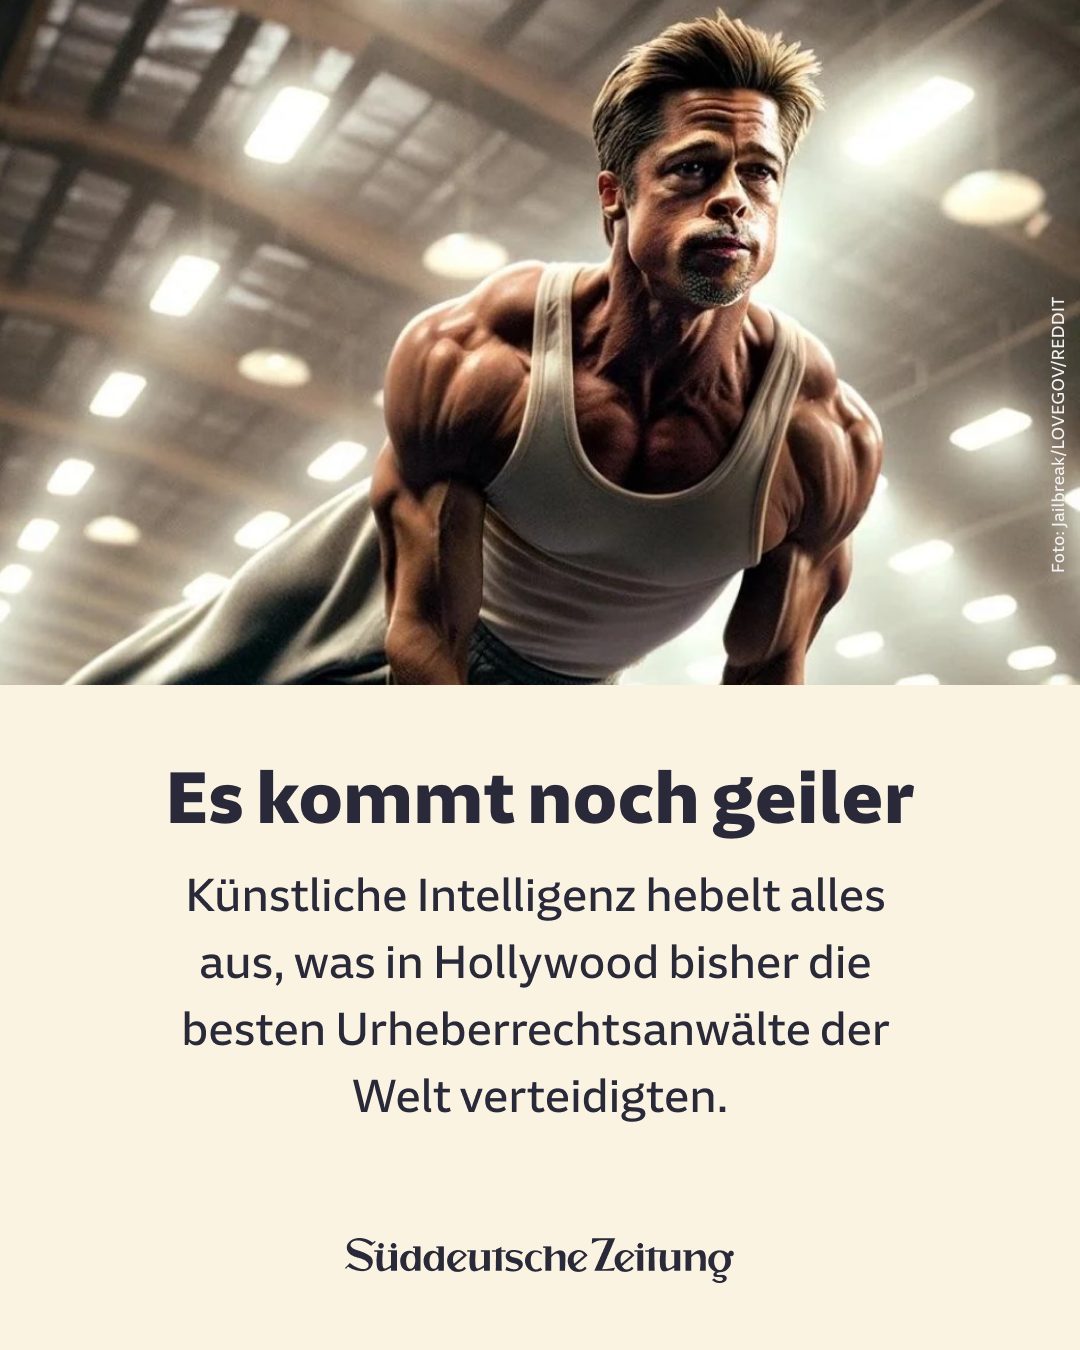 Foto: Jailbreak/LOVEGOV/REDDIT
Es kommt noch geiler
Künstliche Intelligenz hebelt alles
aus, was in Hollywood bisher die
besten Urheberrechtsanwälte der
Welt verteidigten.
Süddeutsche Zeitung